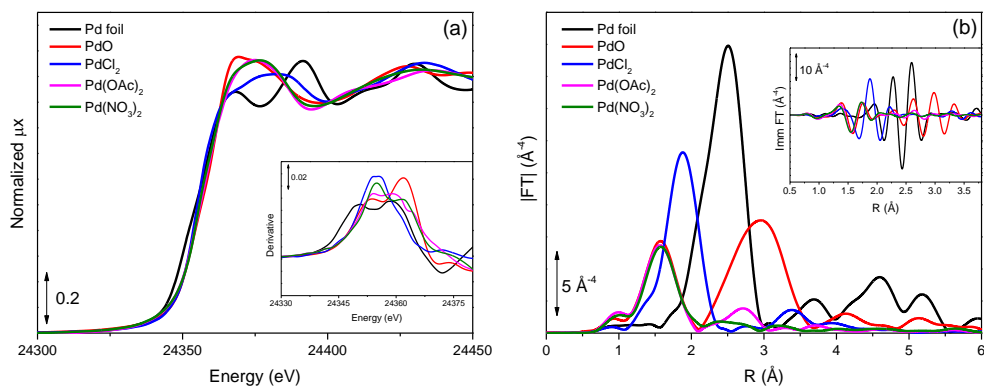 (a)
Pd foil
PdO
PdCl₂
Pd(OAc)₂
Pd(NO₃)₂
Normalized μx
0.2
0.02
Derivative
24330 24345 24360 24375
Energy (eV)
24300 24350 24400 24450
Energy (eV)
(b)
Pd foil
PdO
PdCl₂
Pd(OAc)₂
Pd(NO₃)₂
|FT| (Å⁻⁴)
5 Å⁻⁴
10 Å⁻⁴
Imm FT (Å⁻⁴)
0.5 1.0 1.5 2.0 2.5 3.0 3.5
R (Å)
0 1 2 3 4 5 6
R (Å)